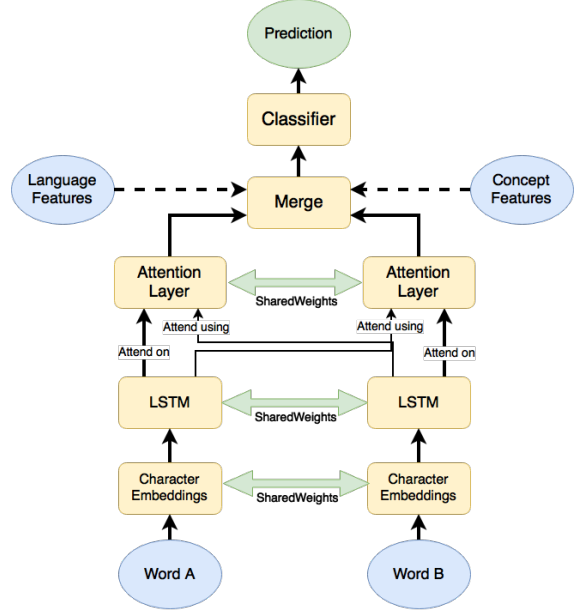 Prediction
Classifier
Language
Features
Concept
Features
Merge
Attention
Layer
Attention
Layer
SharedWeights
Attend using
Attend using
Attend on
Attend on
LSTM
LSTM
SharedWeights
Character
Embeddings
Character
Embeddings
SharedWeights
Word A
Word B